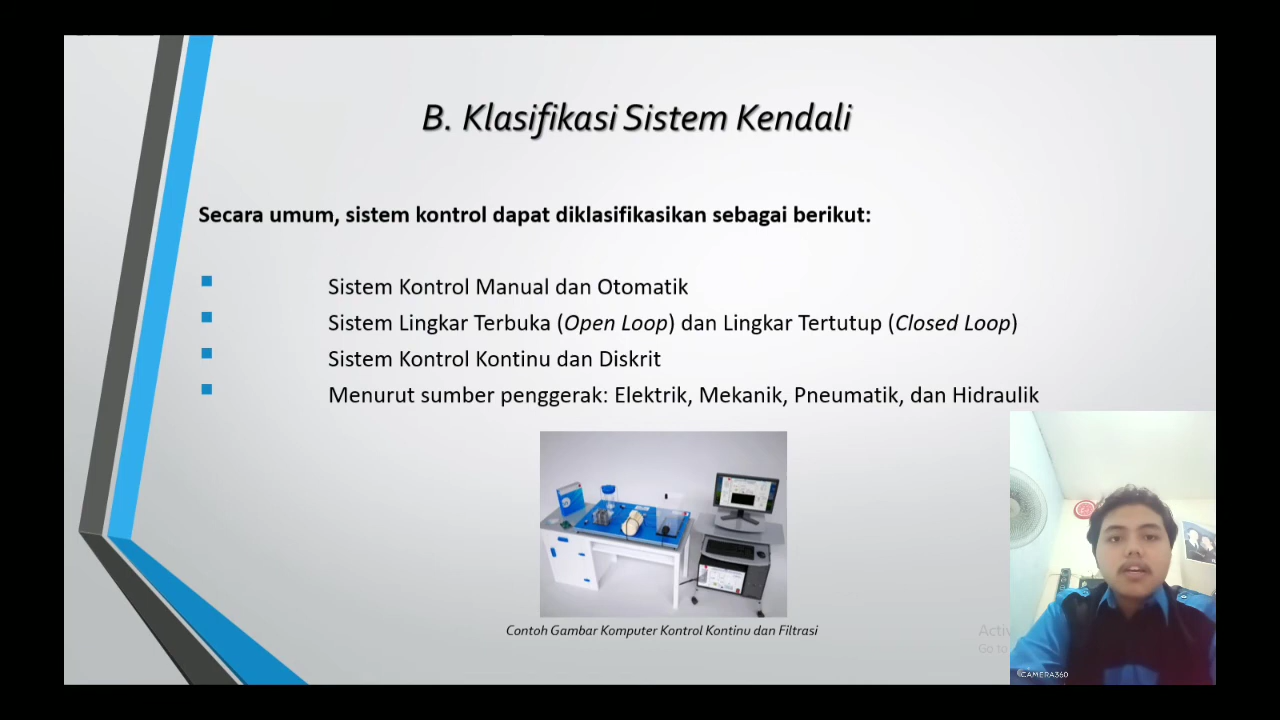 B. Klasifikasi Sistem Kendali
Secara umum, sistem kontrol dapat diklasifikasikan sebagai berikut:
Sistem Kontrol Manual dan Otomatik
Sistem Lingkar Terbuka (Open Loop) dan Lingkar Tertutup (Closed Loop)
Sistem Kontrol Kontinu dan Diskrit
Menurut sumber penggerak: Elektrik, Mekanik, Pneumatik, dan Hidraulik
Contoh Gambar Komputer Kontrol Kontinu dan Filtrasi
Go to
CAMERA360